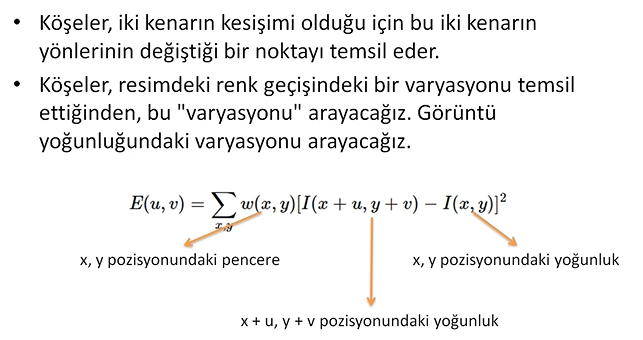 • Köşeler, iki kenarın kesişimi olduğu için bu iki kenarın
yönlerinin değiştiği bir noktayı temsil eder.
• Köşeler, resimdeki renk geçişindeki bir varyasyonu temsil
ettiğinden, bu "varyasyonu" arayacağız. Görüntü
yoğunluğundaki varyasyonu arayacağız.
E(u, v) = ∑ w(x, y)[I(x + u, y + v) − I(x, y)]²
x,y
x, y pozisyonundaki pencere
x, y pozisyonundaki yoğunluk
x + u, y + v pozisyonundaki yoğunluk